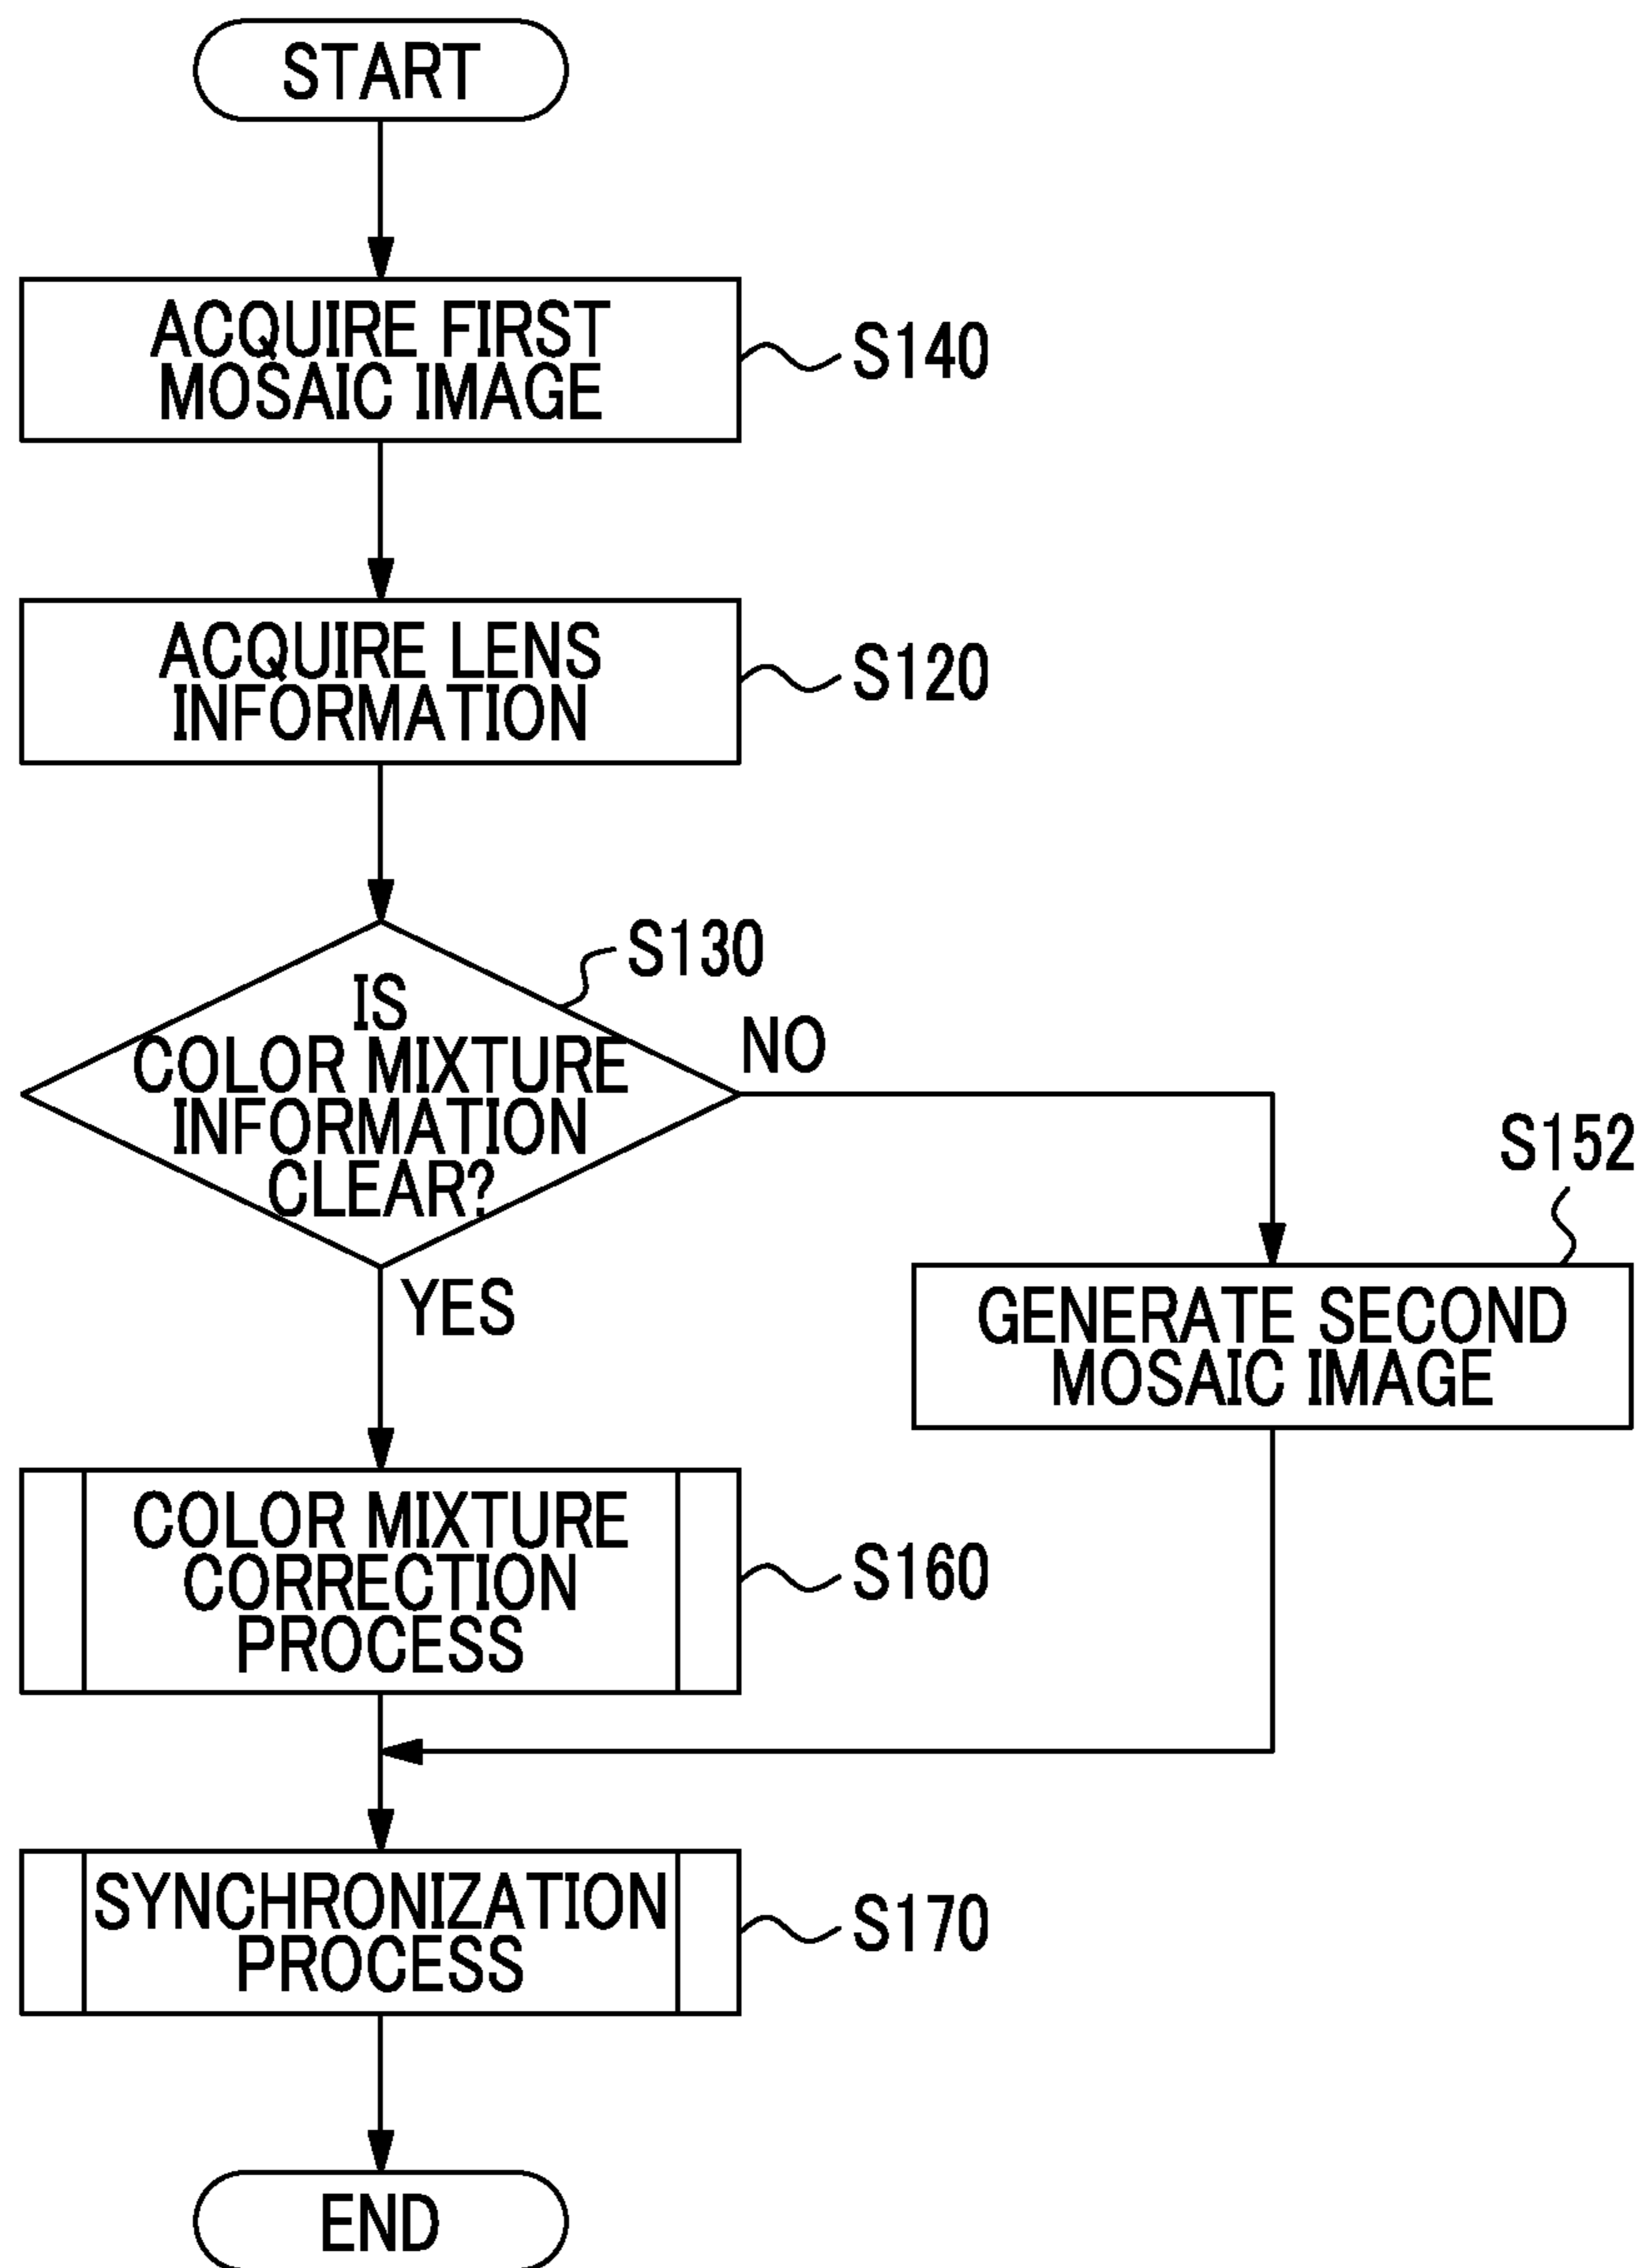 START
ACQUIRE FIRST
MOSAIC IMAGE
S140
ACQUIRE LENS
INFORMATION
S120
S130
IS
COLOR MIXTURE
INFORMATION
CLEAR?
NO
S152
GENERATE SECOND
MOSAIC IMAGE
YES
COLOR MIXTURE
CORRECTION
PROCESS
S160
SYNCHRONIZATION
PROCESS
S170
END